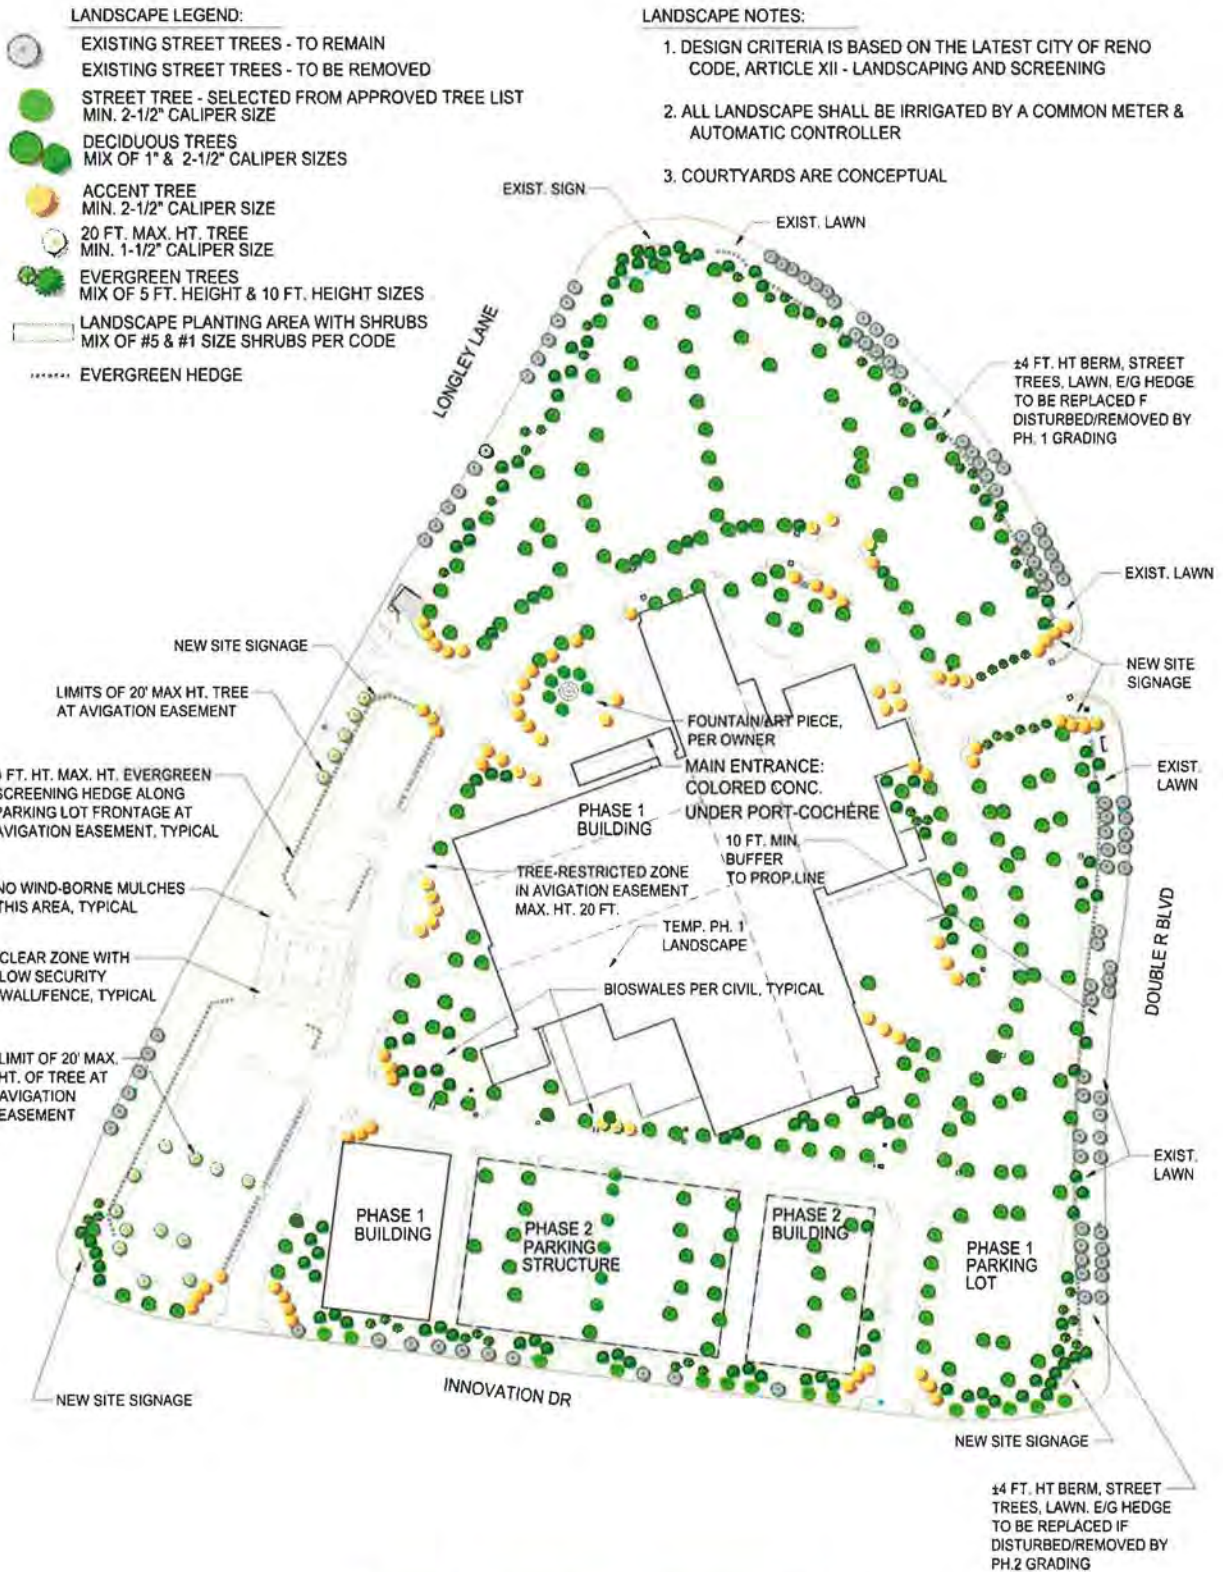 LANDSCAPE LEGEND:
EXISTING STREET TREES - TO REMAIN
EXISTING STREET TREES - TO BE REMOVED
STREET TREE - SELECTED FROM APPROVED TREE LIST
MIN. 2-1/2" CALIPER SIZE
DECIDUOUS TREES
MIX OF 1" & 2-1/2" CALIPER SIZES
ACCENT TREE
MIN. 2-1/2" CALIPER SIZE
20 FT. MAX. HT. TREE
MIN. 1-1/2" CALIPER SIZE
EVERGREEN TREES
MIX OF 5 FT. HEIGHT & 10 FT. HEIGHT SIZES
LANDSCAPE PLANTING AREA WITH SHRUBS
MIX OF #5 & #1 SIZE SHRUBS PER CODE
EVERGREEN HEDGE
LANDSCAPE NOTES:
1. DESIGN CRITERIA IS BASED ON THE LATEST CITY OF RENO
CODE, ARTICLE XII - LANDSCAPING AND SCREENING
2. ALL LANDSCAPE SHALL BE IRRIGATED BY A COMMON METER &
AUTOMATIC CONTROLLER
3. COURTYARDS ARE CONCEPTUAL
EXIST. SIGN
EXIST. LAWN
LONGLEY LANE
±4 FT. HT BERM, STREET
TREES, LAWN. E/G HEDGE
TO BE REPLACED F
DISTURBED/REMOVED BY
PH. 1 GRADING
EXIST. LAWN
NEW SITE SIGNAGE
NEW SITE
SIGNAGE
LIMITS OF 20' MAX HT. TREE
AT AVIGATION EASEMENT
FOUNTAIN/ART PIECE,
PER OWNER
MAIN ENTRANCE:
COLORED CONC.
UNDER PORT-COCHERE
EXIST.
LAWN
FT. HT. MAX. HT. EVERGREEN
SCREENING HEDGE ALONG
PARKING LOT FRONTAGE AT
AVIGATION EASEMENT, TYPICAL
PHASE 1
BUILDING
10 FT. MIN.
BUFFER
TO PROP.LINE
TREE-RESTRICTED ZONE
IN AVIGATION EASEMENT
MAX. HT. 20 FT.
NO WIND-BORNE MULCHES
THIS AREA, TYPICAL
TEMP. PH. 1
LANDSCAPE
DOUBLE R BLVD
CLEAR ZONE WITH
LOW SECURITY
WALL/FENCE, TYPICAL
BIOSWALES PER CIVIL, TYPICAL
LIMIT OF 20' MAX.
HT. OF TREE AT
AVIGATION
EASEMENT
EXIST.
LAWN
PHASE 1
BUILDING
PHASE 2
PARKING
STRUCTURE
PHASE 2
BUILDING
PHASE 1
PARKING
LOT
NEW SITE SIGNAGE
INNOVATION DR
NEW SITE SIGNAGE
±4 FT. HT BERM, STREET
TREES, LAWN. E/G HEDGE
TO BE REPLACED IF
DISTURBED/REMOVED BY
PH.2 GRADING